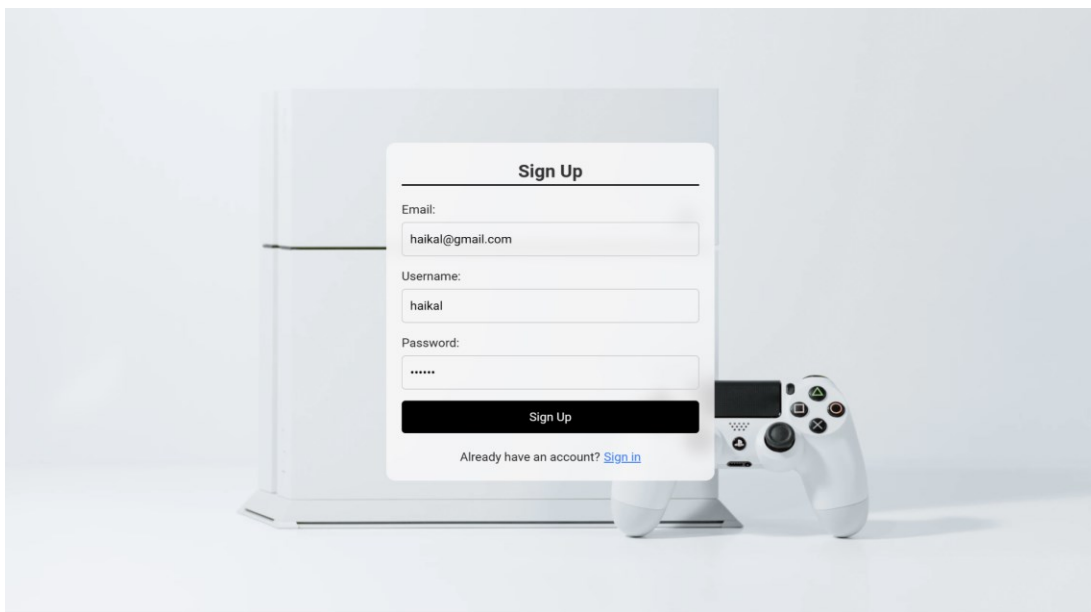 Sign Up
Email:
haikal@gmail.com
Username:
haikal
Password:
••••••
Sign Up
Already have an account? Sign in